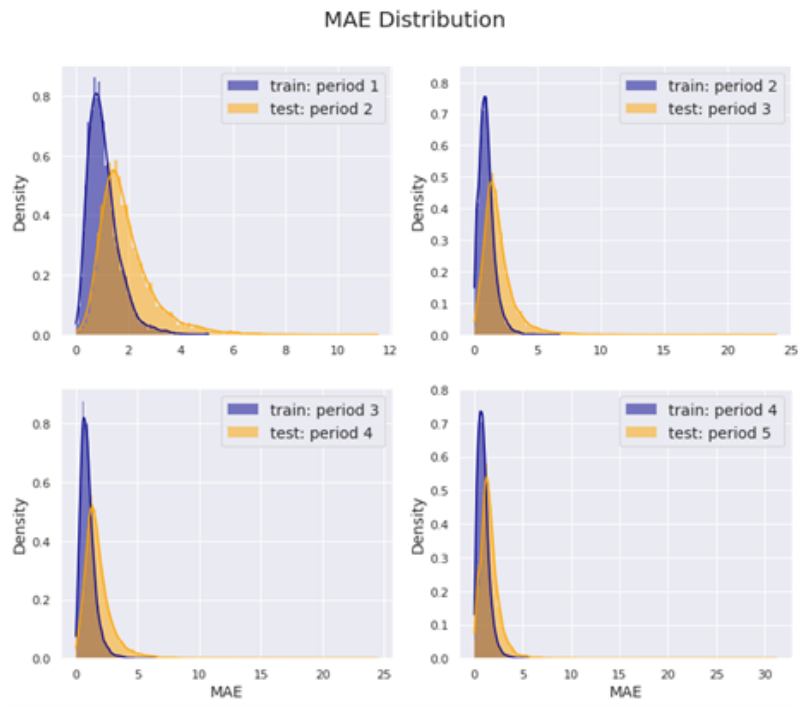 MAE Distribution
train: period 1
test: period 2
Density
0.8
0.6
0.4
0.2
0.0
0 2 4 6 8 10 12
train: period 2
test: period 3
Density
0.8
0.7
0.6
0.5
0.4
0.3
0.2
0.1
0.0
0 5 10 15 20 25
train: period 3
test: period 4
Density
0.8
0.6
0.4
0.2
0.0
0 5 10 15 20 25
MAE
train: period 4
test: period 5
Density
0.8
0.7
0.6
0.5
0.4
0.3
0.2
0.1
0.0
0 5 10 15 20 25 30
MAE